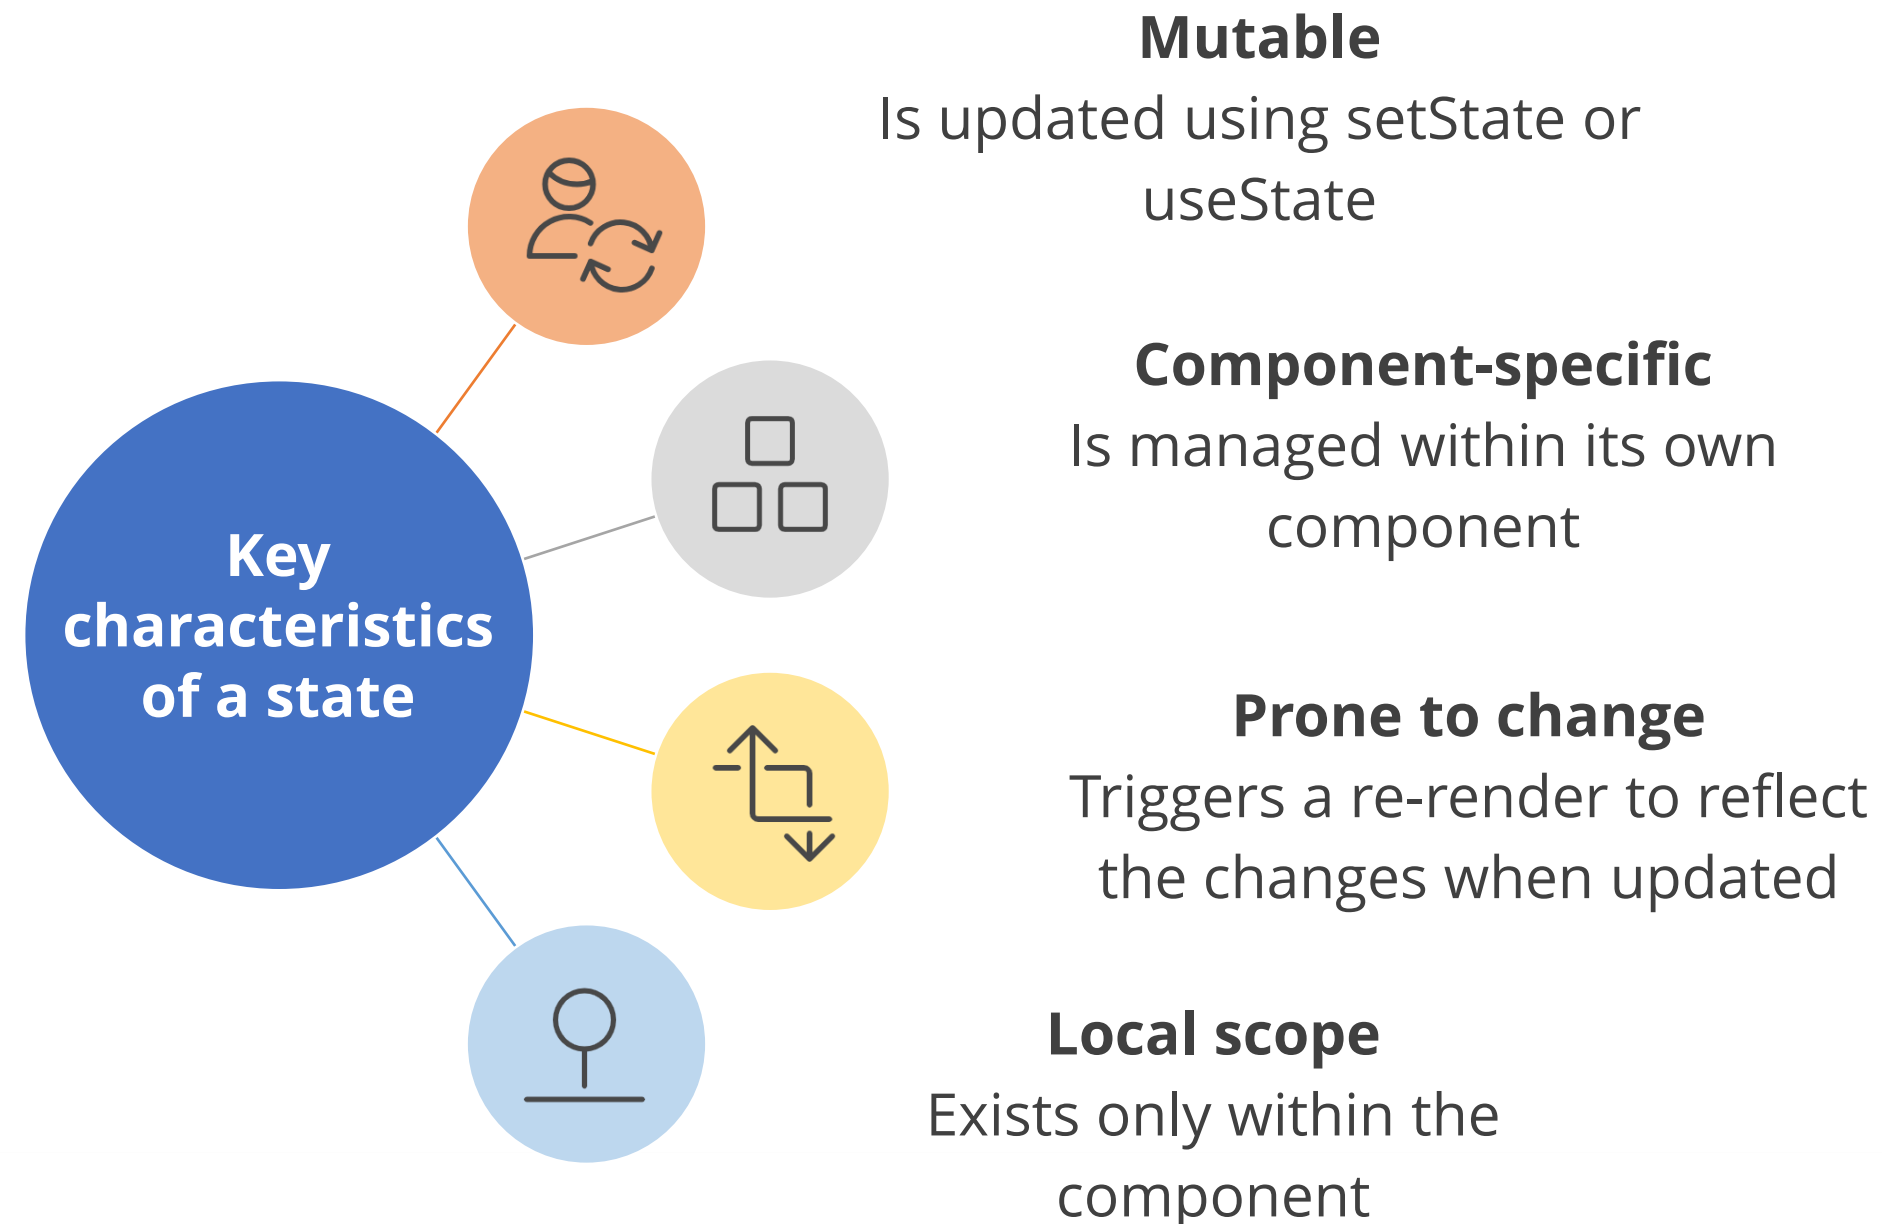 Mutable
Is updated using setState or
useState
Component-specific
Is managed within its own
component
Key
characteristics
of a state
Prone to change
Triggers a re-render to reflect
the changes when updated
Local scope
Exists only within the
component